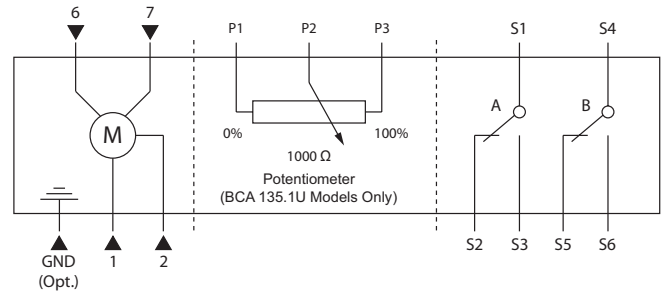 6 7 P1 P2 P3 S1 S4
M
A B
0% 100%
1000 Ω
Potentiometer
(BCA 135.1U Models Only)
GND 1 2 S2 S3 S5 S6
(Opt.)